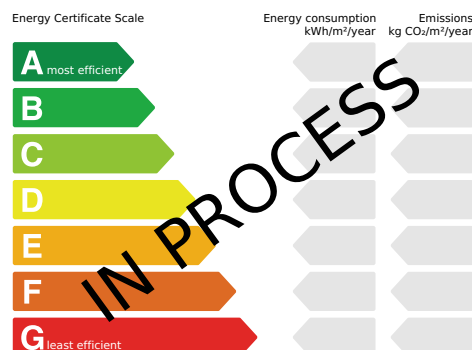 Energy Certificate Scale
Energy consumption
kWh/m²/year
Emissions
kg CO₂/m²/year
A most efficient
B
C
D
E
F
G least efficient
IN PROCESS